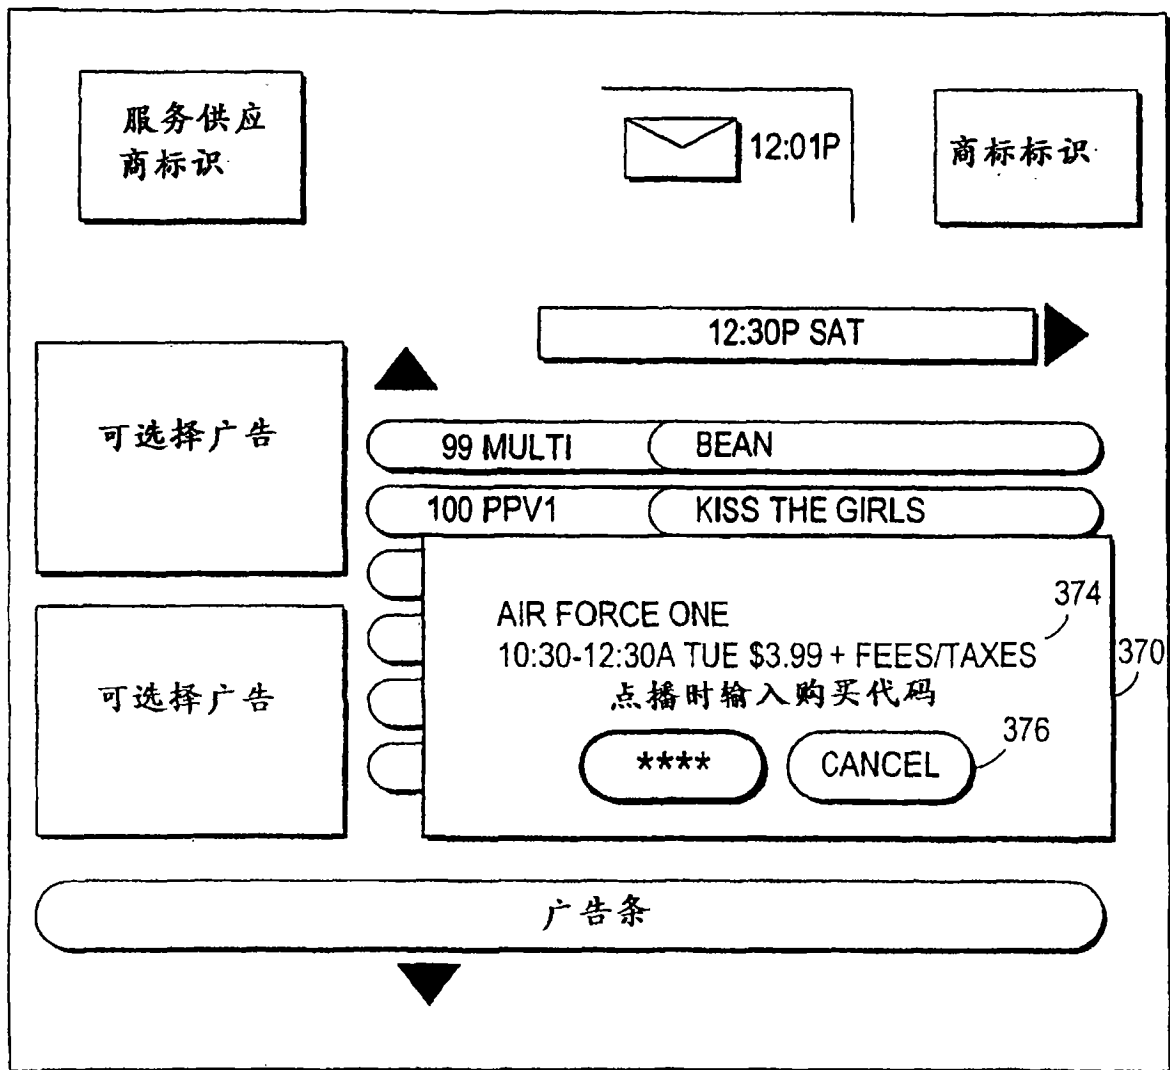 服务供应
商标识
12:01P
商标标识
12:30P SAT
可选择广告
99 MULTI
BEAN
100 PPV1
KISS THE GIRLS
374
AIR FORCE ONE
10:30-12:30A TUE $3.99 + FEES/TAXES
370
点播时输入购买代码
可选择广告
376
****
CANCEL
广告条